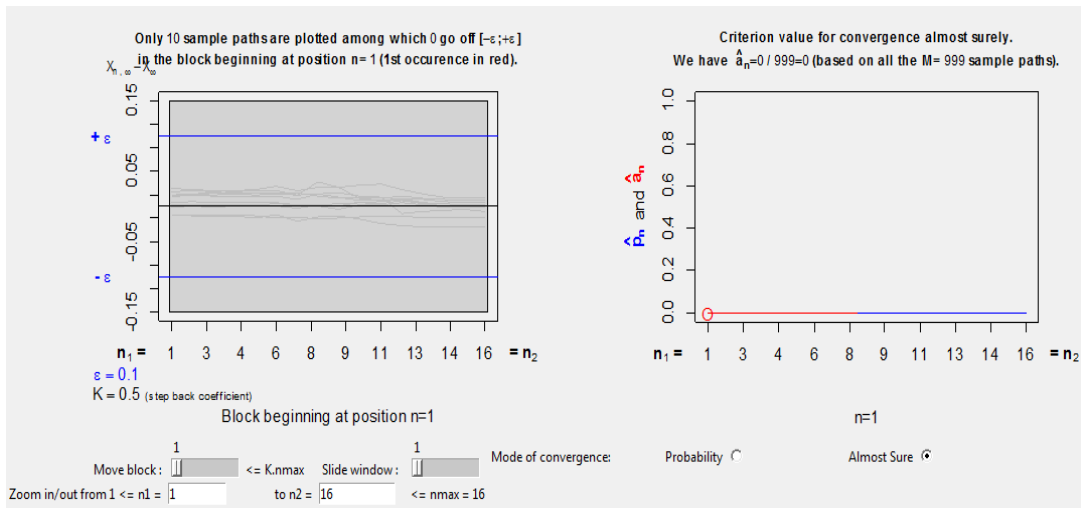 Only 10 sample paths are plotted among which 0 go off [−ε ;+ε]
in the block beginning at position n= 1 (1st occurence in red).
X n , ∞ − X ∞
0.15
+ ε
0.05
-0.05
- ε
-0.15
n1 = 1 3 4 6 8 9 11 13 14 16 = n2
ε = 0.1
K = 0.5 (step back coefficient)
Block beginning at position n=1
Criterion value for convergence almost surely.
We have ân=0 / 999=0 (based on all the M= 999 sample paths).
1.0
0.8
0.6
0.4
0.2
0.0
p̂n and ân
n1 = 1 3 4 6 8 9 11 13 14 16 = n2
n=1
1
Move block : <= K.nmax
1
Slide window :
Mode of convergence: Probability Almost Sure
Zoom in/out from 1 <= n1 = 1 to n2 = 16 <= nmax = 16